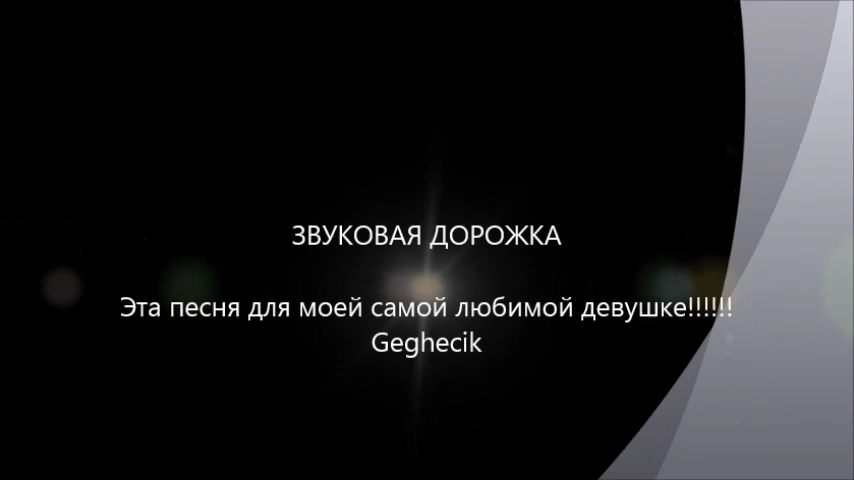 ЗВУКОВАЯ ДОРОЖКА
Эта песня для моей самой любимой девушке!!!!!!
Geghecik